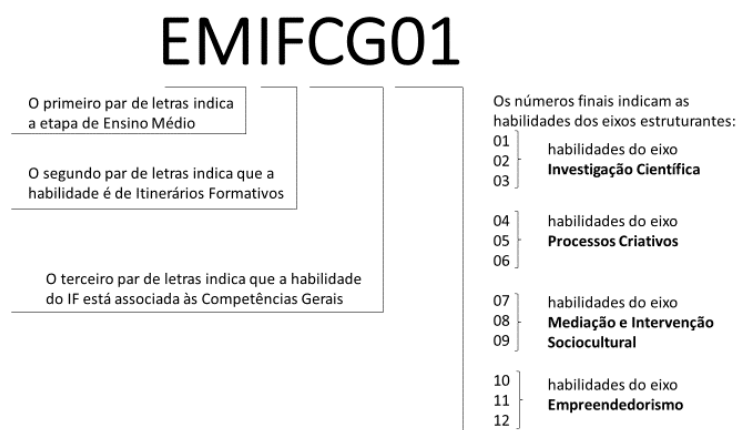 EMIFCG01
O primeiro par de letras indica
a etapa de Ensino Médio
O segundo par de letras indica que a
habilidade é de Itinerários Formativos
O terceiro par de letras indica que a habilidade
do IF está associada às Competências Gerais
Os números finais indicam as
habilidades dos eixos estruturantes:
01
02
03
habilidades do eixo
Investigação Científica
04
05
06
habilidades do eixo
Processos Criativos
07
08
09
habilidades do eixo
Mediação e Intervenção
Sociocultural
10
11
12
habilidades do eixo
Empreendedorismo